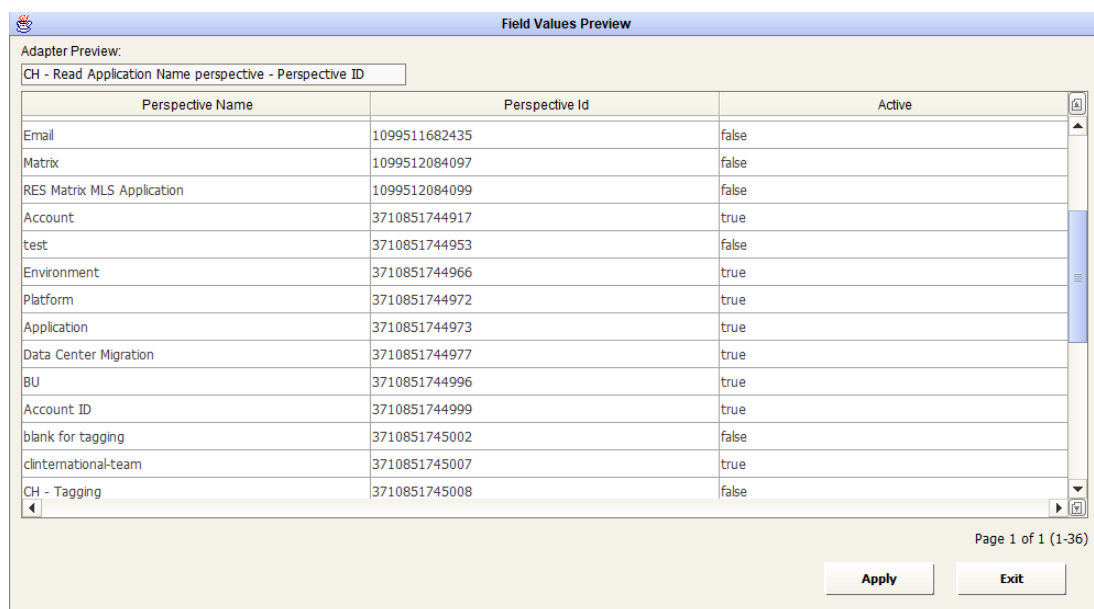 Field Values Preview
Adapter Preview:
CH - Read Application Name perspective - Perspective ID
Perspective Name Perspective Id Active
Email 1099511682435 false
Matrix 1099512084097 false
RES Matrix MLS Application 1099512084099 false
Account 3710851744917 true
test 3710851744953 false
Environment 3710851744966 true
Platform 3710851744972 true
Application 3710851744973 true
Data Center Migration 3710851744977 true
BU 3710851744996 true
Account ID 3710851744999 true
blank for tagging 3710851745002 false
clinternational-team 3710851745007 true
CH - Tagging 3710851745008 false
Page 1 of 1 (1-36)
Apply Exit